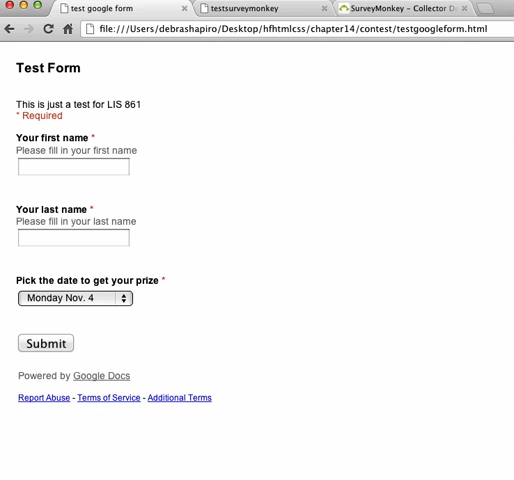 test google form
testsurveymonkey
SurveyMonkey – Collector De
file:///Users/debrashapiro/Desktop/hfhtmlcss/chapter14/contest/testgoogleform.html
Test Form
This is just a test for LIS 861
* Required
Your first name *
Please fill in your first name
Your last name *
Please fill in your last name
Pick the date to get your prize *
Monday Nov. 4
Submit
Powered by Google Docs
Report Abuse - Terms of Service - Additional Terms